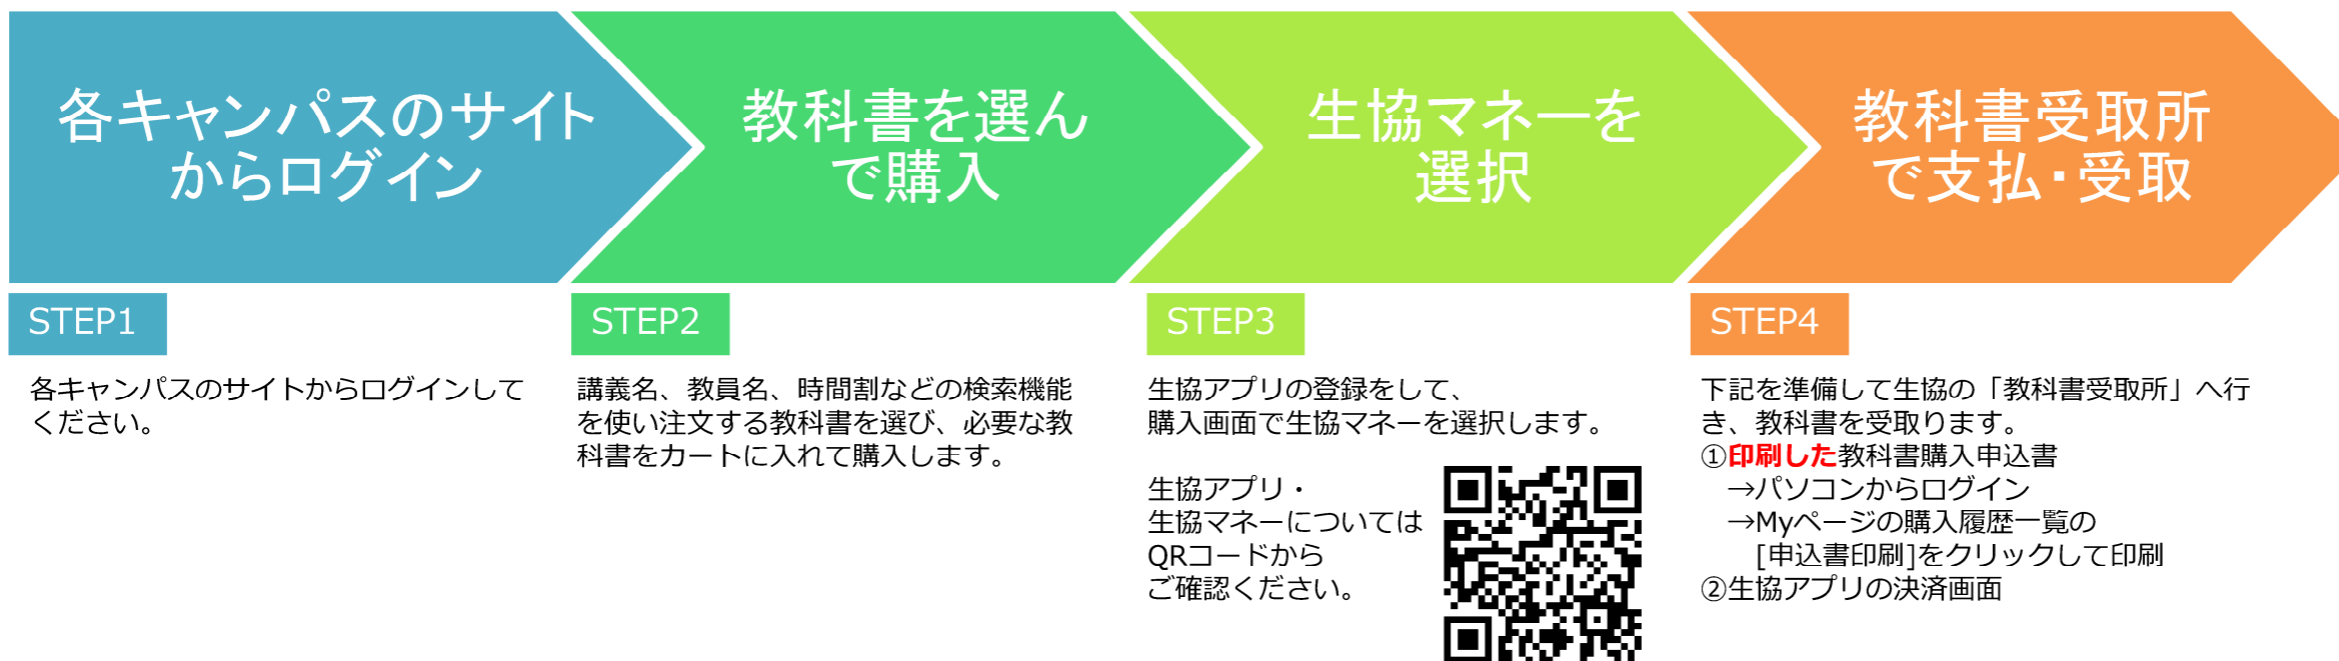 各キャンパスのサイト
からログイン
教科書を選ん
で購入
生協マネーを
選択
教科書受取所
で支払・受取
STEP1
各キャンパスのサイトからログインして
ください。
STEP2
講義名、教員名、時間割などの検索機能
を使い注文する教科書を選び、必要な教
科書をカートに入れて購入します。
STEP3
生協アプリの登録をして、
購入画面で生協マネーを選択します。
生協アプリ・
生協マネーについては
QRコードから
ご確認ください。
STEP4
下記を準備して生協の「教科書受取所」へ行
き、教科書を受取ります。
①印刷した教科書購入申込書
→パソコンからログイン
→Myページの購入履歴一覧の
[申込書印刷]をクリックして印刷
②生協アプリの決済画面